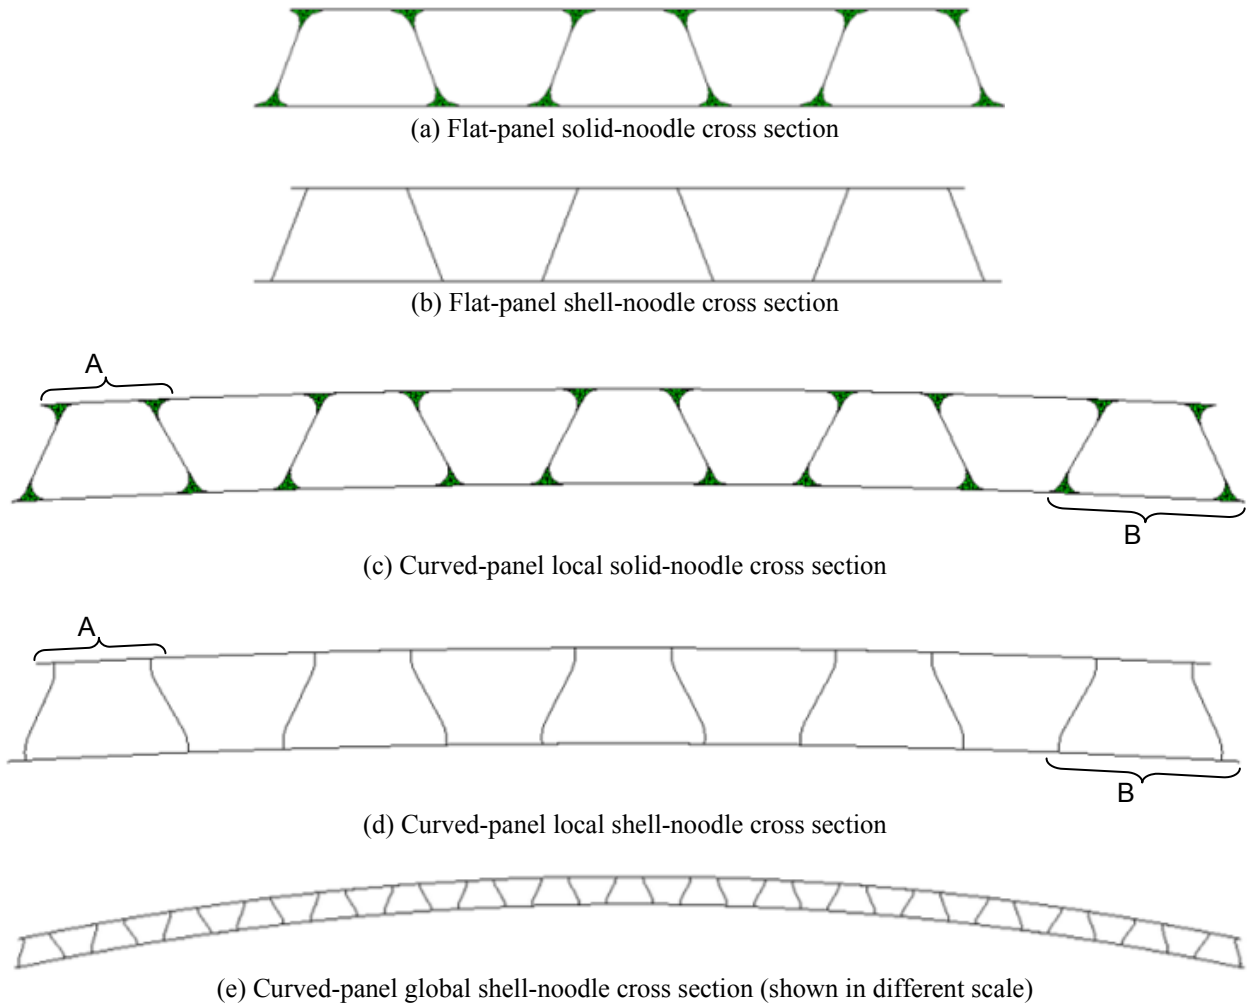 (a) Flat-panel solid-noodle cross section
(b) Flat-panel shell-noodle cross section
A
B
(c) Curved-panel local solid-noodle cross section
A
B
(d) Curved-panel local shell-noodle cross section
(e) Curved-panel global shell-noodle cross section (shown in different scale)